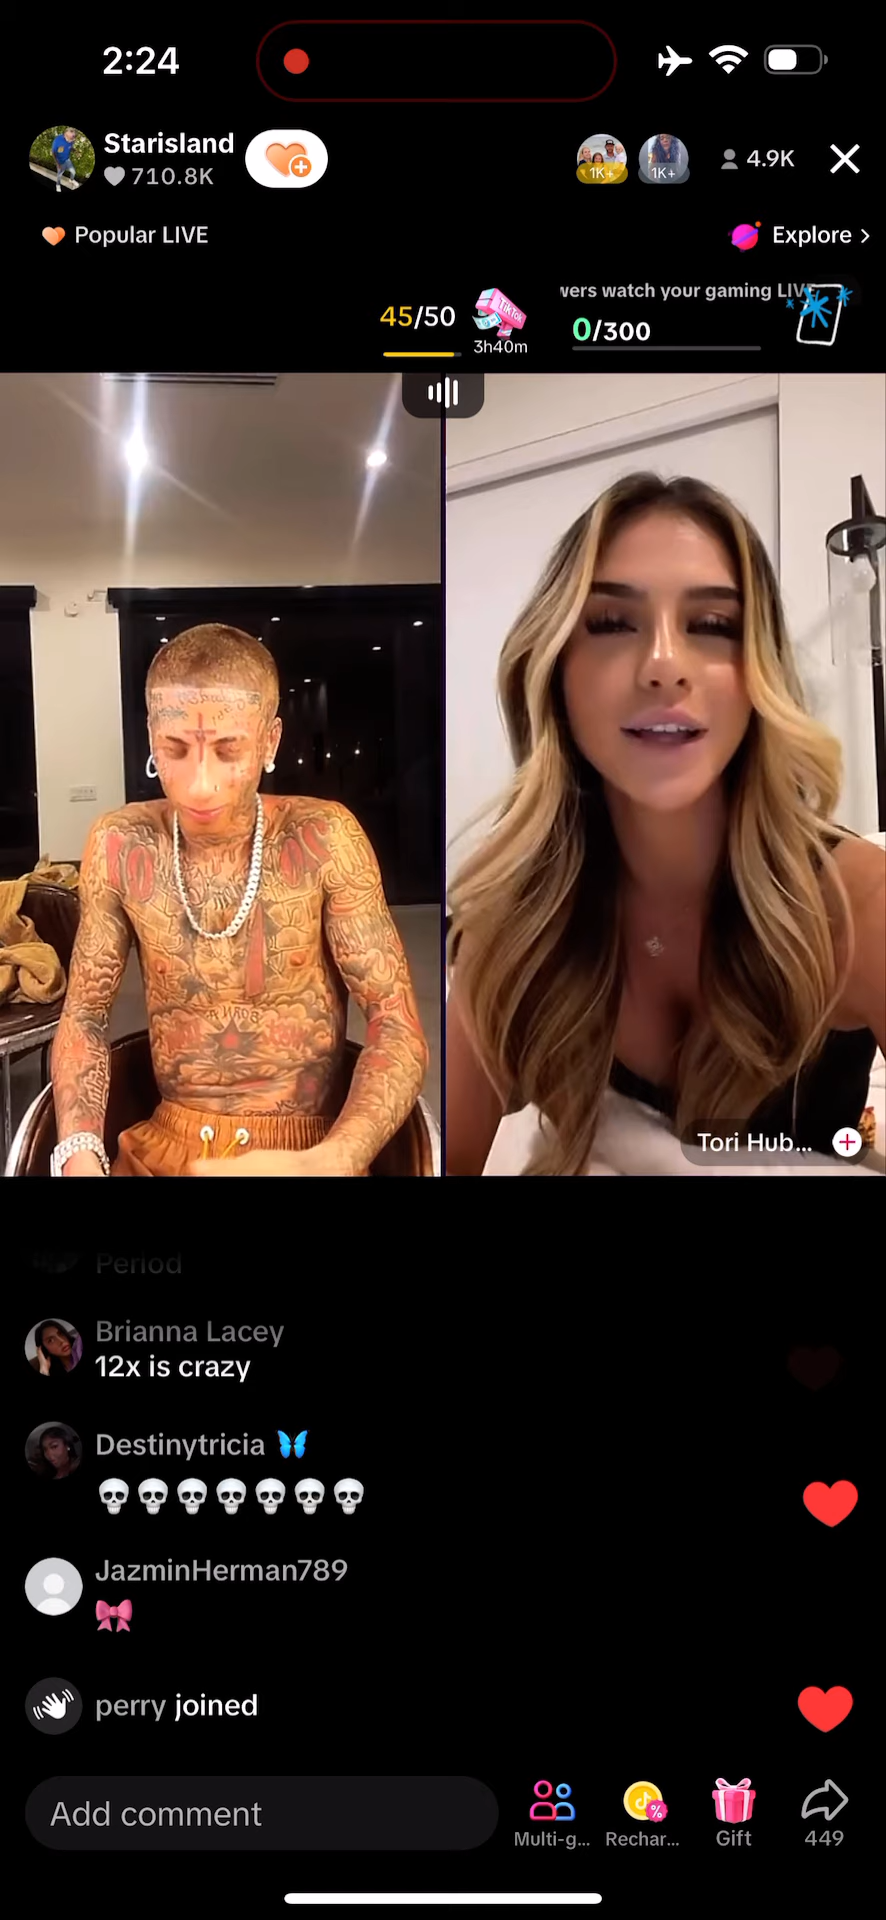 2:24
Starisland
710.8K
1K+
1K+
4.9K
Popular LIVE
Explore >
45/50
TikTok
3h40m
wers watch your gaming LIVE
0/300
Tori Hub...
Period
Brianna Lacey
12x is crazy
Destinytricia 🦋
💀💀💀💀💀💀💀
JazminHerman789
🎀
perry joined
Add comment
Multi-g...
Rechar...
Gift
449